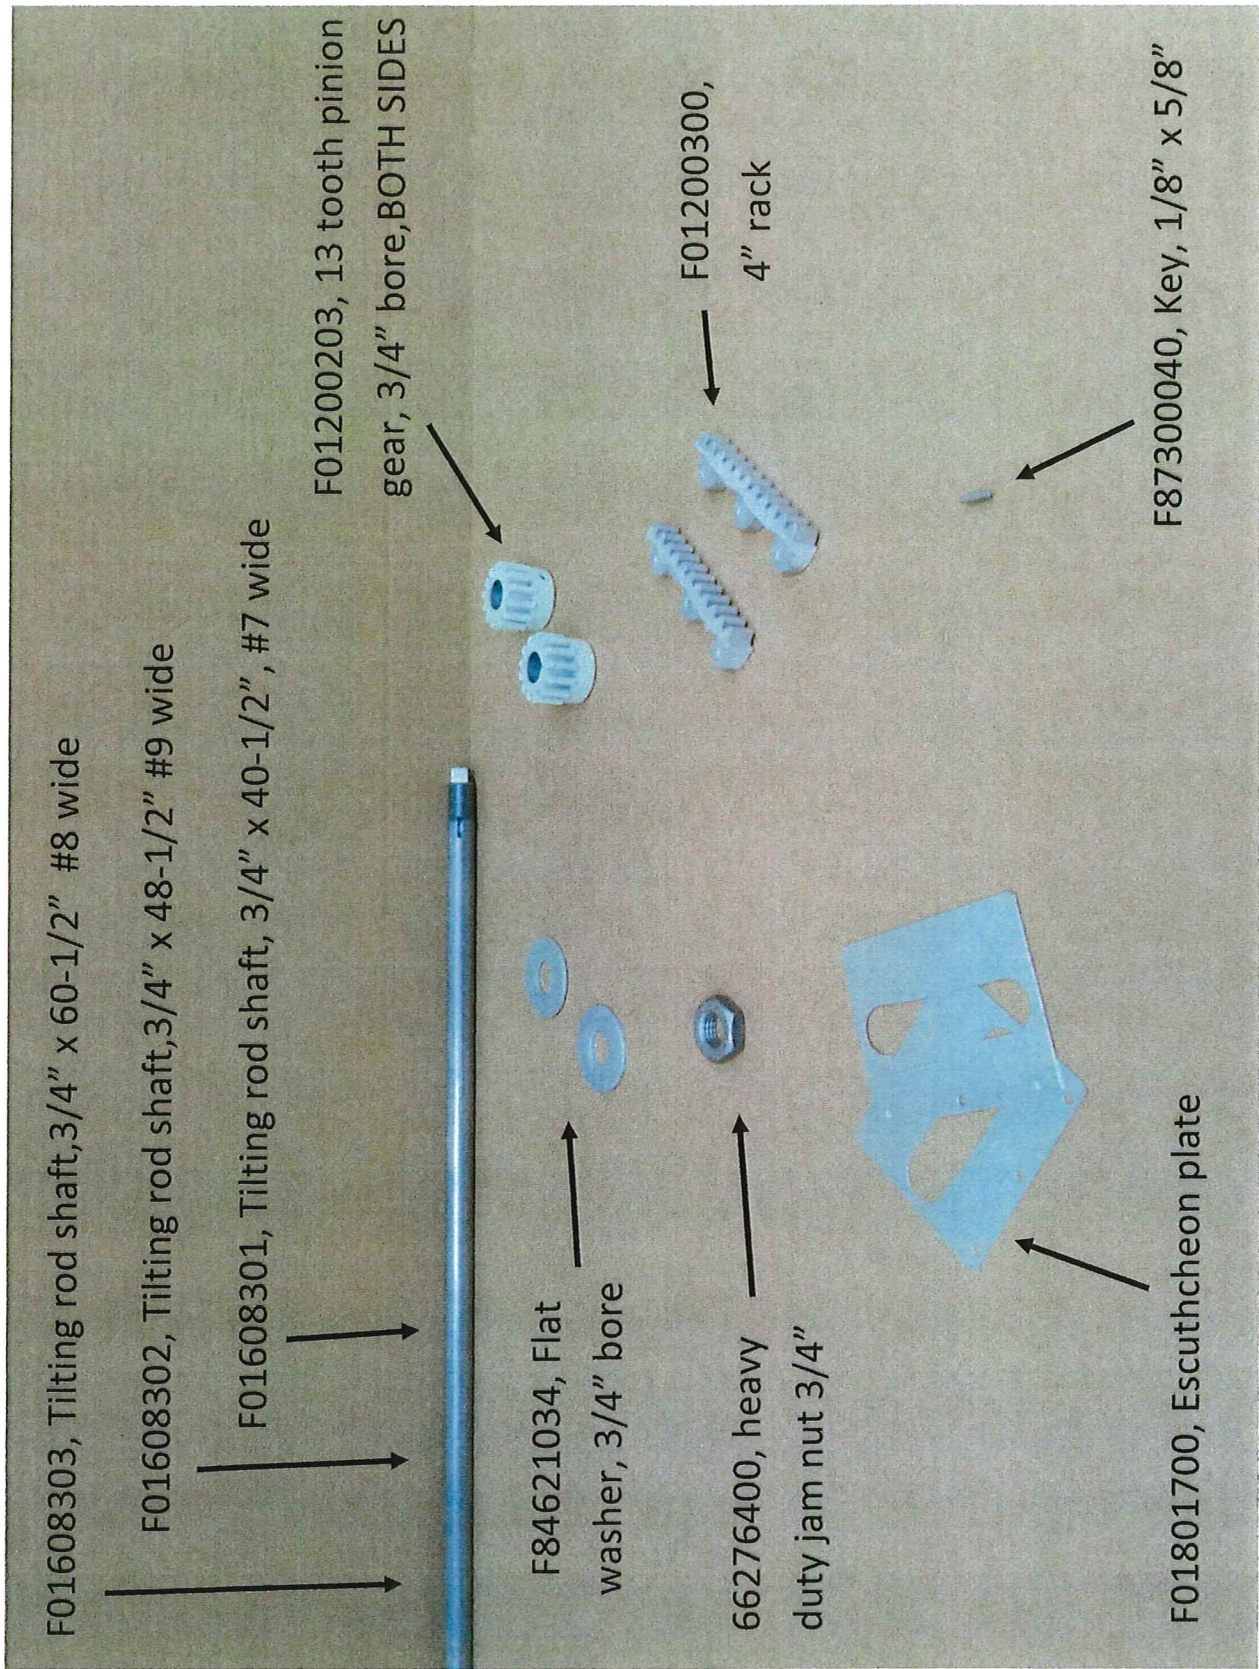 F01608303, Tilting rod shaft,3/4” x 60-1/2”  #8 wide
F01608302, Tilting rod shaft,3/4” x 48-1/2” #9 wide
F01608301, Tilting rod shaft, 3/4” x 40-1/2”, #7 wide
F01200203, 13 tooth pinion
gear, 3/4” bore,BOTH SIDES
F84621034, Flat
washer, 3/4” bore
F01200300,
4” rack
66276400, heavy
duty jam nut 3/4”
F01801700, Escuthcheon plate
F87300040, Key, 1/8” x 5/8”